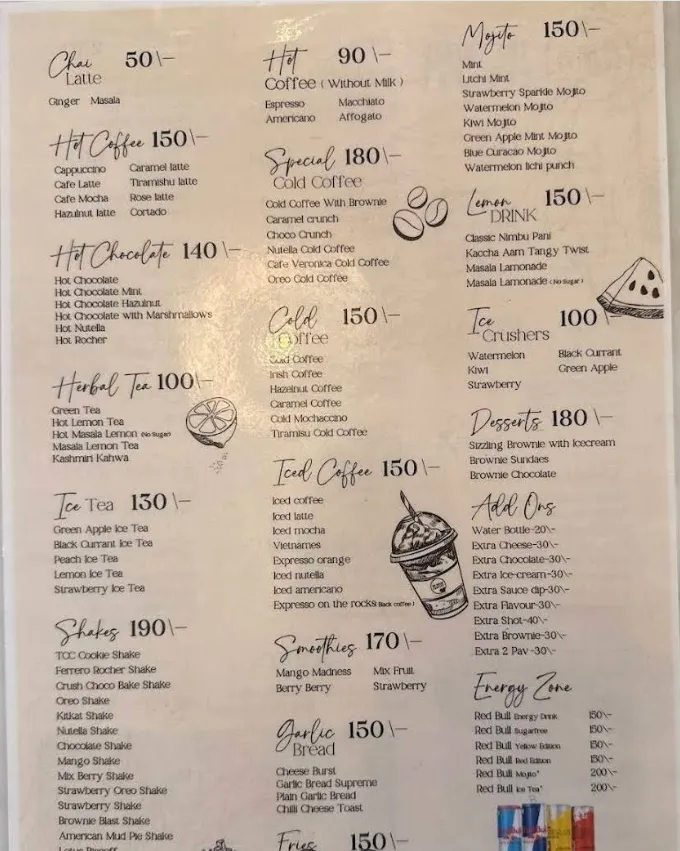 Chai 50\-
Latte
Ginger Masala
Hot Coffee 150\-
Cappuccino Caramel latte
Cafe Latte Tiramishu latte
Cafe Mocha Rose latte
Hazulnut latte Cortado
Hot Chocolate 140\-
Hot Chocolate
Hot Chocolate Mint
Hot Chocolate Hazulnut
Hot Chocolate with Marshmallows
Hot Nutella
Hot Rocher
Herbal Tea 100\-
Green Tea
Hot Lemon Tea
Hot Masala Lemon (No Sugar)
Masala Lemon Tea
Kashmiri Kahwa
Ice Tea 130\-
Green Apple Ice Tea
Black Currant Ice Tea
Peach Ice Tea
Lemon Ice Tea
Strawberry Ice Tea
Shakes 190\-
TCC Cookie Shake
Ferrero Rocher Shake
Crush Choco Bake Shake
Oreo Shake
Kitkat Shake
Nutella Shake
Chocolate Shake
Mango Shake
Mix Berry Shake
Strawberry Oreo Shake
Strawberry Shake
Brownie Blast Shake
American Mud Pie Shake
Hot 90\-
Coffee (Without Milk)
Espresso Macchiato
Americano Affogato
Special 180\-
Cold Coffee
Cold Coffee With Brownie
Caramel crunch
Choco Crunch
Nutella Cold Coffee
Cafe Veronica Cold Coffee
Oreo Cold Coffee
Cold 150\-
Coffee
Cold Coffee
Irish Coffee
Hazelnut Coffee
Caramel Coffee
Cold Mochaccino
Tiramisu Cold Coffee
Iced Coffee 150\-
Iced coffee
Iced latte
Iced mocha
Vietnames
Expresso orange
Iced nutella
Iced americano
Expresso on the rocks (Black coffee)
Smoothies 170\-
Mango Madness Mix Fruit
Berry Berry Strawberry
Garlic 150\-
Bread
Cheese Burst
Garlic Bread Supreme
Plain Garlic Bread
Chilli Cheese Toast
Fries 150\-
Mojito 150\-
Mint
Litchi Mint
Strawberry Sparkle Mojito
Watermelon Mojito
Kiwi Mojito
Green Apple Mint Mojito
Blue Curacao Mojito
Watermelon lichi punch
Lemon 150\-
DRINK
Classic Nimbu Pani
Kaccha Aam Tangy Twist
Masala Lamonade
Masala Lamonade (No Sugar)
Ice 100\-
Crushers
Watermelon Black Currant
Kiwi Green Apple
Strawberry
Desserts 180\-
Sizzling Brownie with Icecream
Brownie Sundaes
Brownie Chocolate
Add Ons
Water Bottle-20\-
Extra Cheese-30\-
Extra Chocolate-30\-
Extra Ice-cream-30\-
Extra Sauce dip-30\-
Extra Flavour-30\-
Extra Shot-40\-
Extra Brownie-30\-
Extra 2 Pav -30\-
Energy Zone
Red Bull Energy Drink 150\-
Red Bull Sugarfree 150\-
Red Bull Yellow Edition 150\-
Red Bull Red Edition 150\-
Red Bull Mojito* 200\-
Red Bull Ice Tea* 200\-